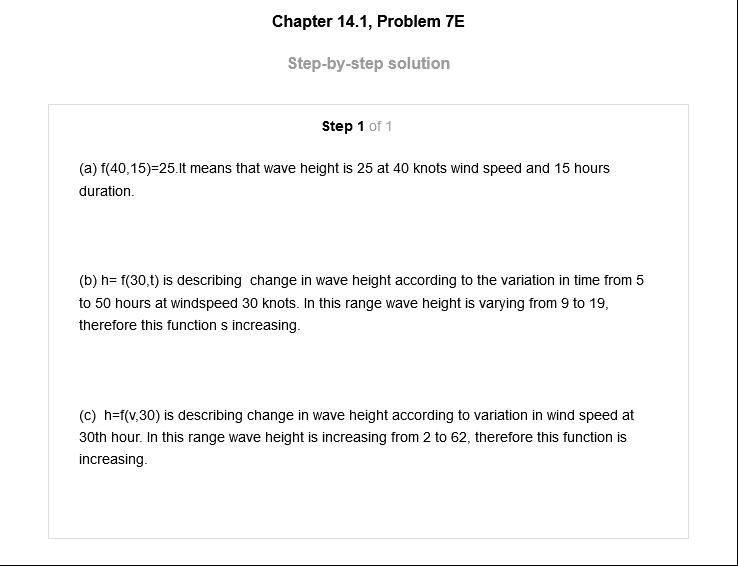 Chapter 14.1, Problem 7E
Step-by-step solution
Step 1 of 1
(a) f(40,15)=25.It means that wave height is 25 at 40 knots wind speed and 15 hours
duration.
(b) h= f(30,t) is describing  change in wave height according to the variation in time from 5
to 50 hours at windspeed 30 knots. In this range wave height is varying from 9 to 19,
therefore this function s increasing.
(c)  h=f(v,30) is describing change in wave height according to variation in wind speed at
30th hour. In this range wave height is increasing from 2 to 62, therefore this function is
increasing.